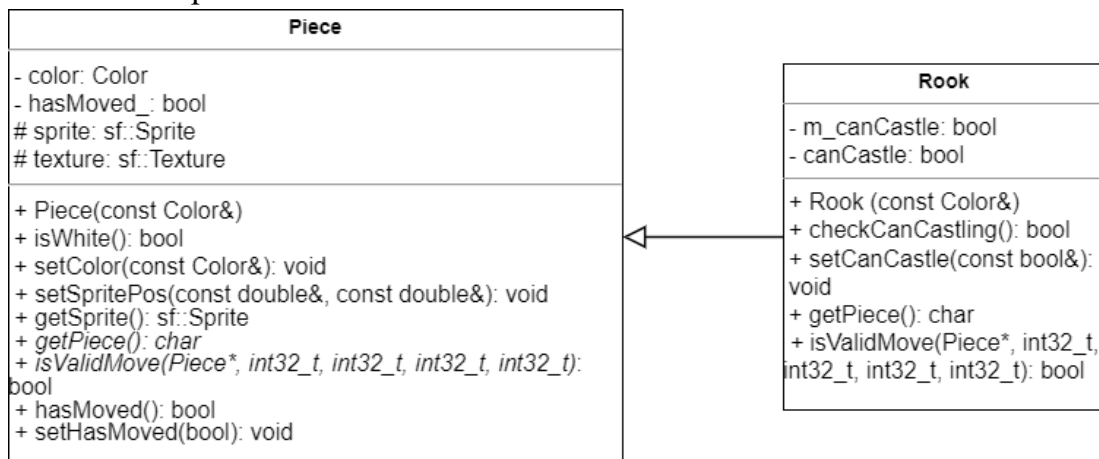 Piece
- color: Color
- hasMoved_: bool
# sprite: sf::Sprite
# texture: sf::Texture
+ Piece(const Color&)
+ isWhite(): bool
+ setColor(const Color&): void
+ setSpritePos(const double&, const double&): void
+ getSprite(): sf::Sprite
+ getPiece(): char
+ isValidMove(Piece*, int32_t, int32_t, int32_t, int32_t):
bool
+ hasMoved(): bool
+ setHasMoved(bool): void
Rook
- m_canCastle: bool
- canCastle: bool
+ Rook (const Color&)
+ checkCanCastling(): bool
+ setCanCastle(const bool&):
void
+ getPiece(): char
+ isValidMove(Piece*, int32_t,
int32_t, int32_t, int32_t): bool